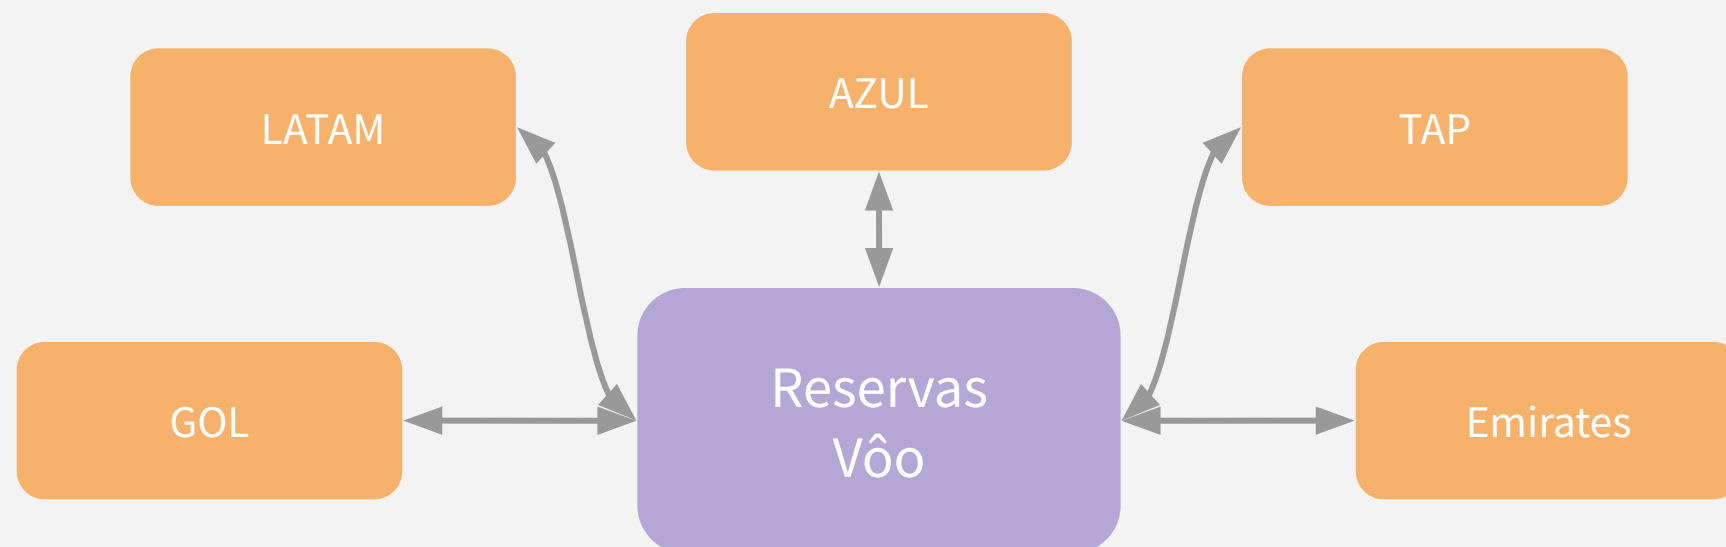 AZUL
LATAM
TAP
Reservas
Vôo
GOL
Emirates